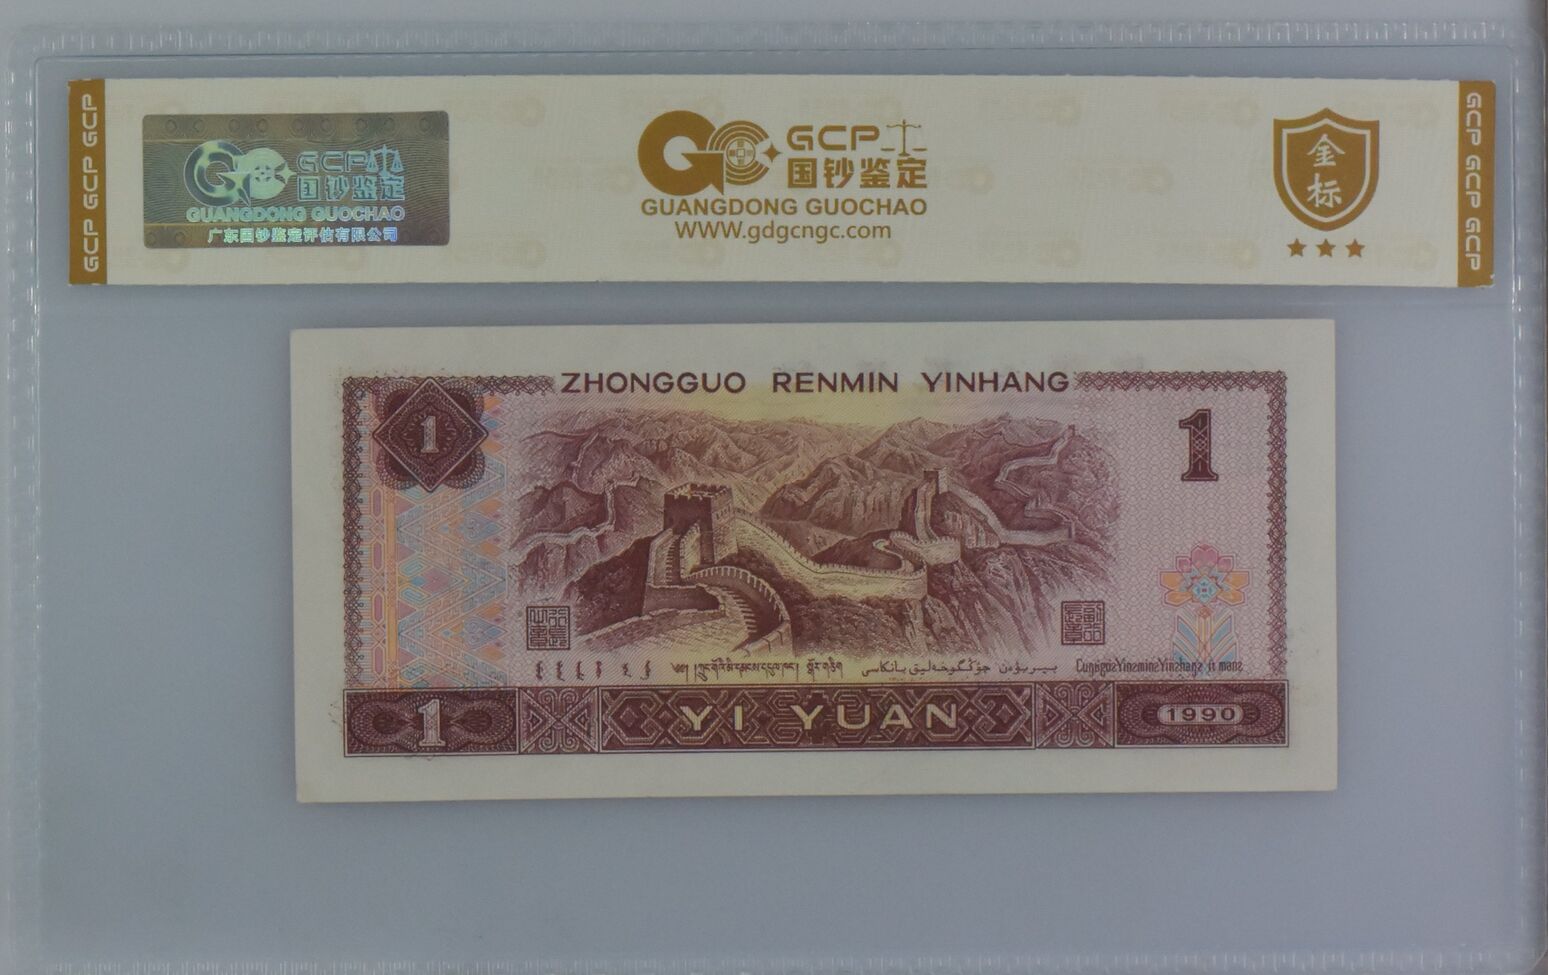 GCP GCP GCP
GCP
国钞鉴定
GUANGDONG GUOCHAO
广东国钞鉴定评估有限公司
GCP
国钞鉴定
GUANGDONG GUOCHAO
WWW.gdgcngc.com
金标
GCP GCP GCP
ZHONGGUO RENMIN YINHANG
1
1
Cunghgoz Yinzminz Yinzhangz it manz
1
YI YUAN
1990